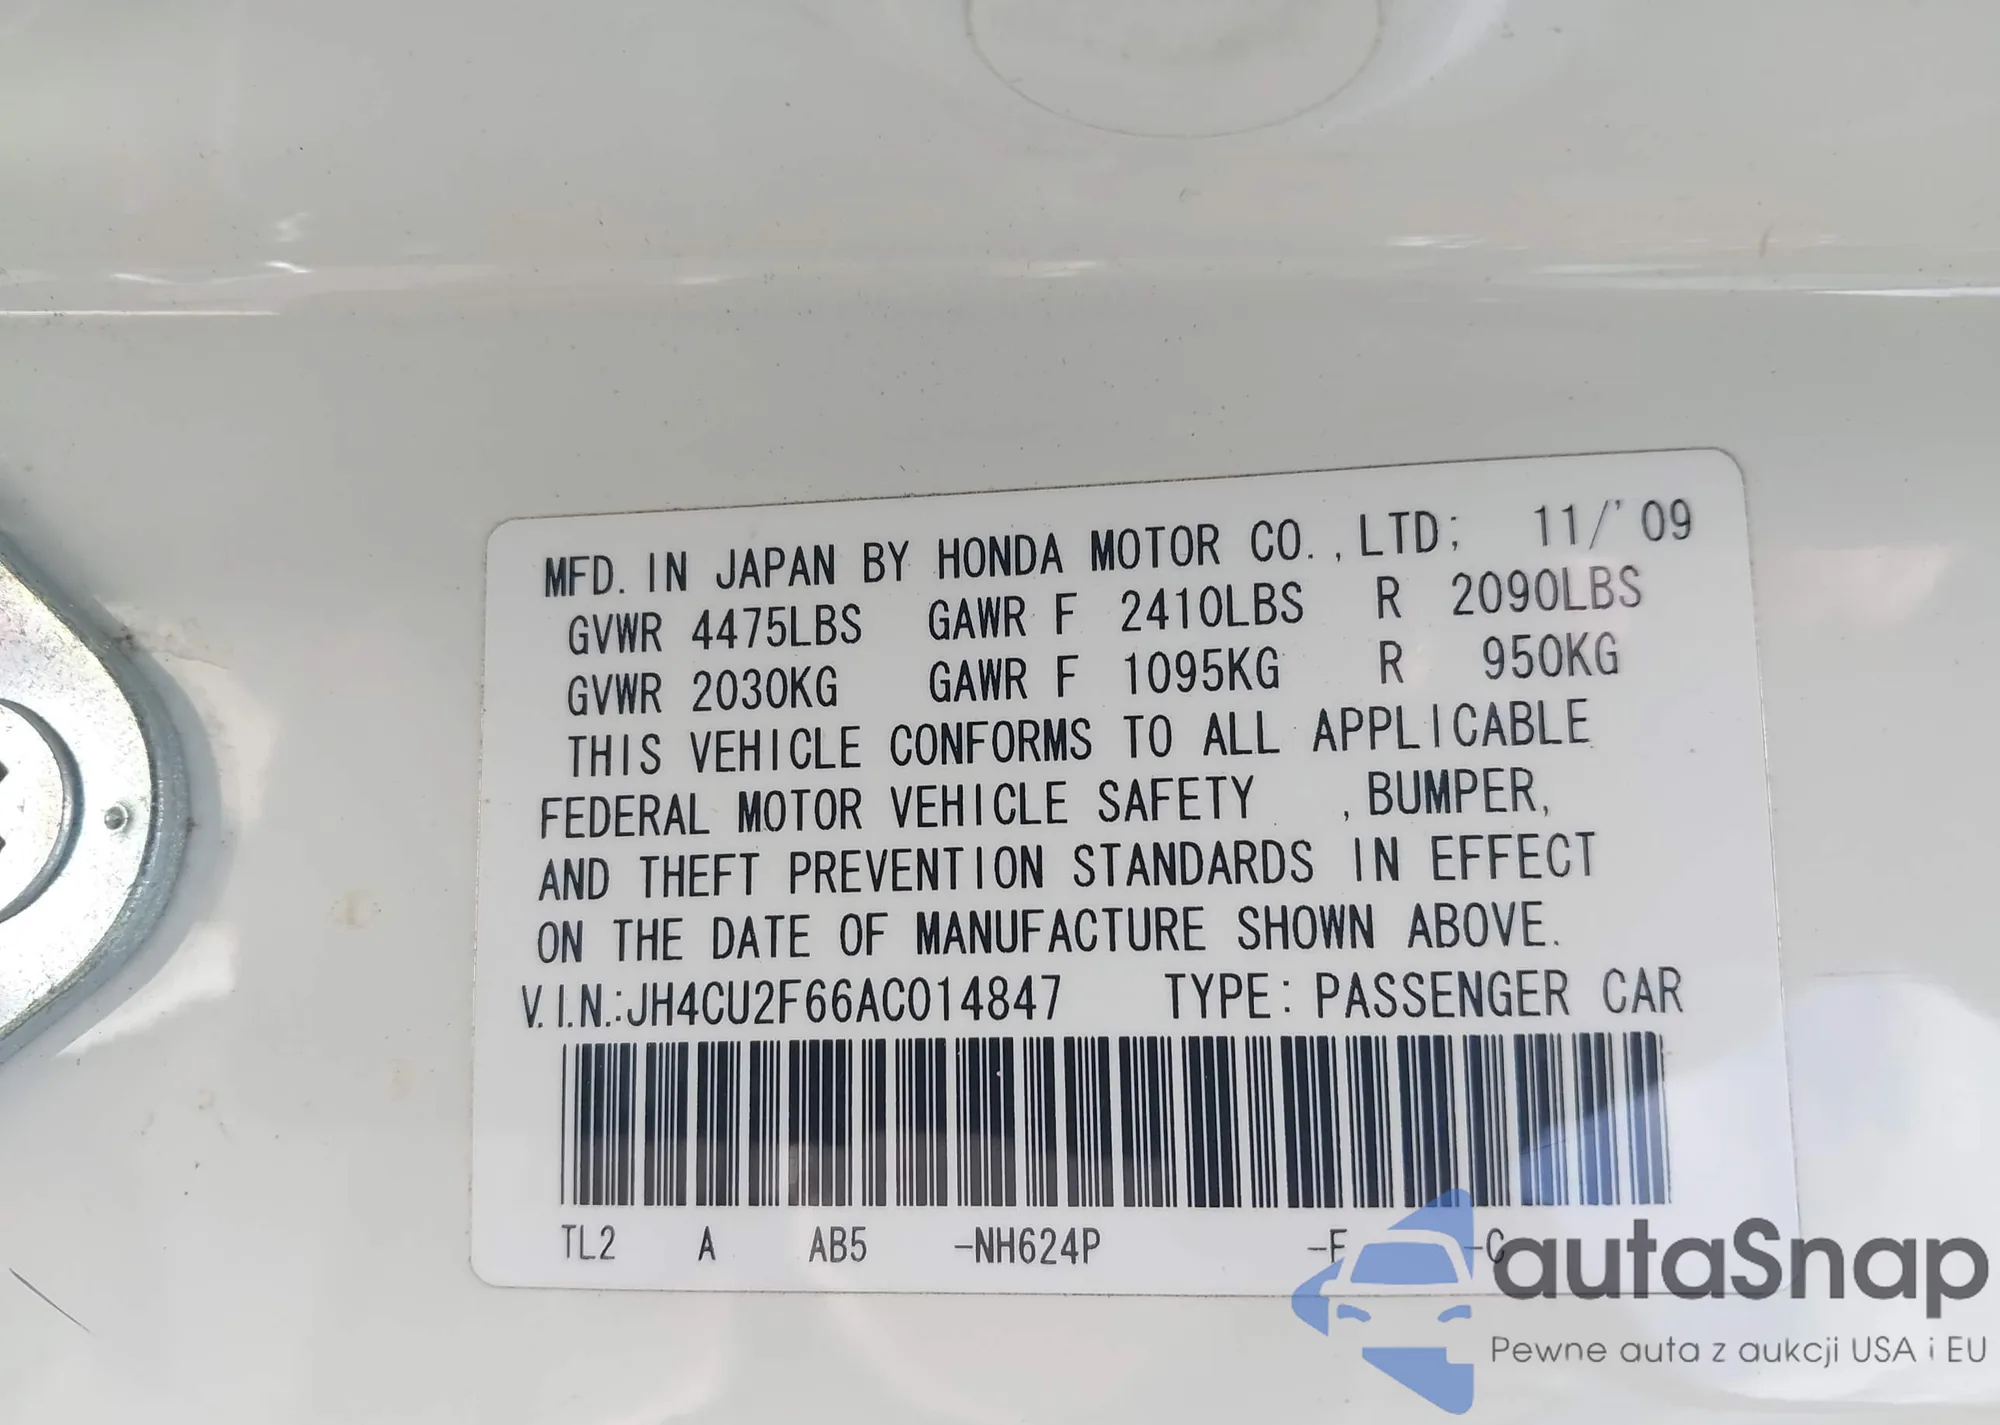 MFD. IN JAPAN BY HONDA MOTOR CO.,LTD; 11/'09
GVWR 4475LBS GAWR F 2410LBS R 2090LBS
GVWR 2030KG GAWR F 1095KG R 950KG
THIS VEHICLE CONFORMS TO ALL APPLICABLE
FEDERAL MOTOR VEHICLE SAFETY ,BUMPER,
AND THEFT PREVENTION STANDARDS IN EFFECT
ON THE DATE OF MANUFACTURE SHOWN ABOVE.
V.I.N.:JH4CU2F66AC014847 TYPE: PASSENGER CAR
TL2 A AB5 -NH624P -E -C
autaSnap
Pewne auta z aukcji USA i EU